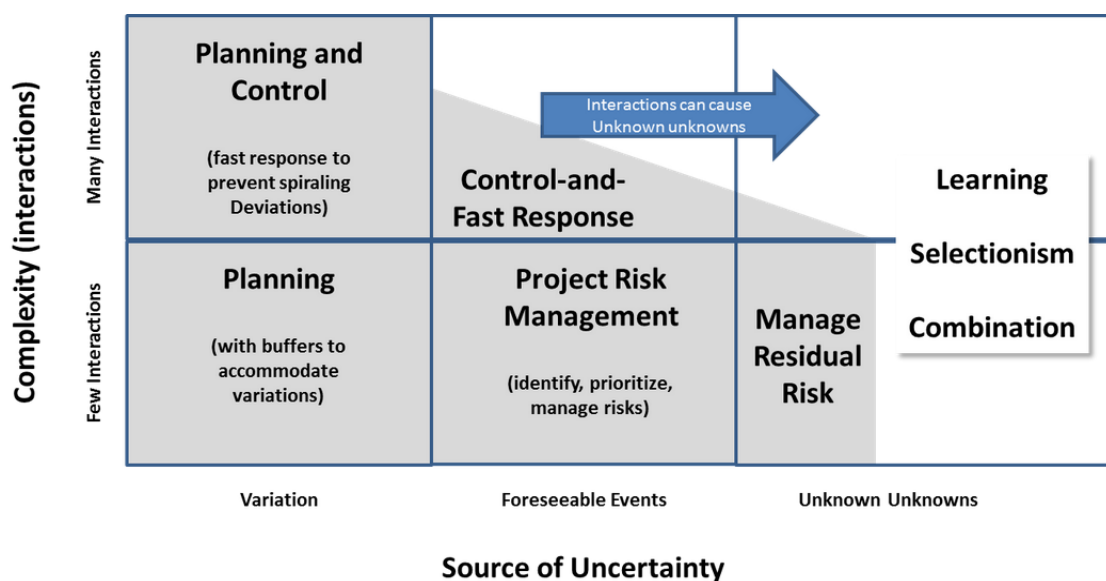 Complexity (interactions)
Many Interactions
Few Interactions
Planning and
Control
(fast response to
prevent spiraling
Deviations)
Interactions can cause
Unknown unknowns
Control-and-
Fast Response
Learning
Selectionism
Combination
Planning
(with buffers to
accommodate
variations)
Project Risk
Management
(identify, prioritize,
manage risks)
Manage
Residual
Risk
Variation
Foreseeable Events
Unknown Unknowns
Source of Uncertainty